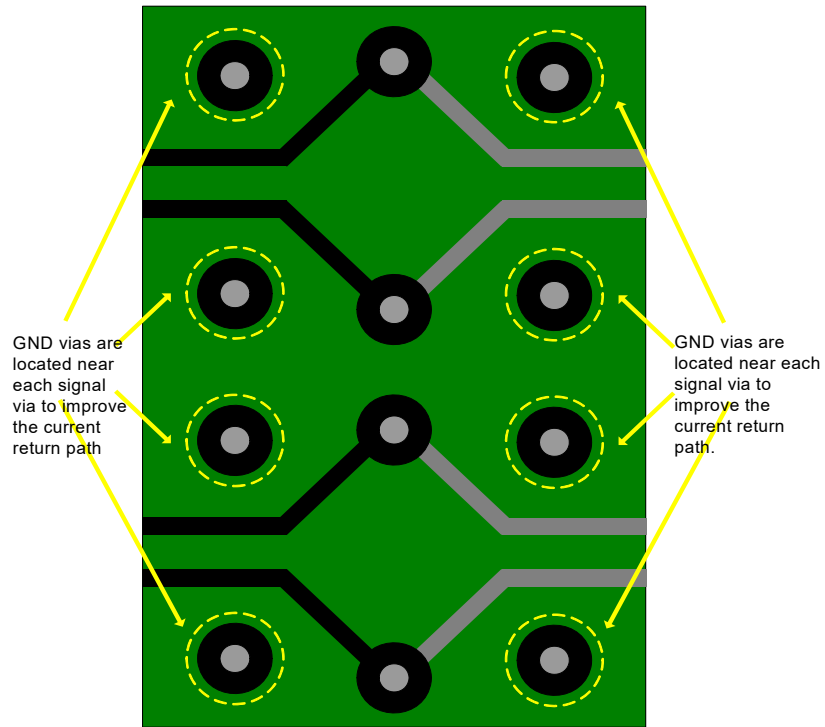 GND vias are
located near
each signal
via to improve
the current
return path
GND vias are
located near each
signal via to
improve the
current return
path.